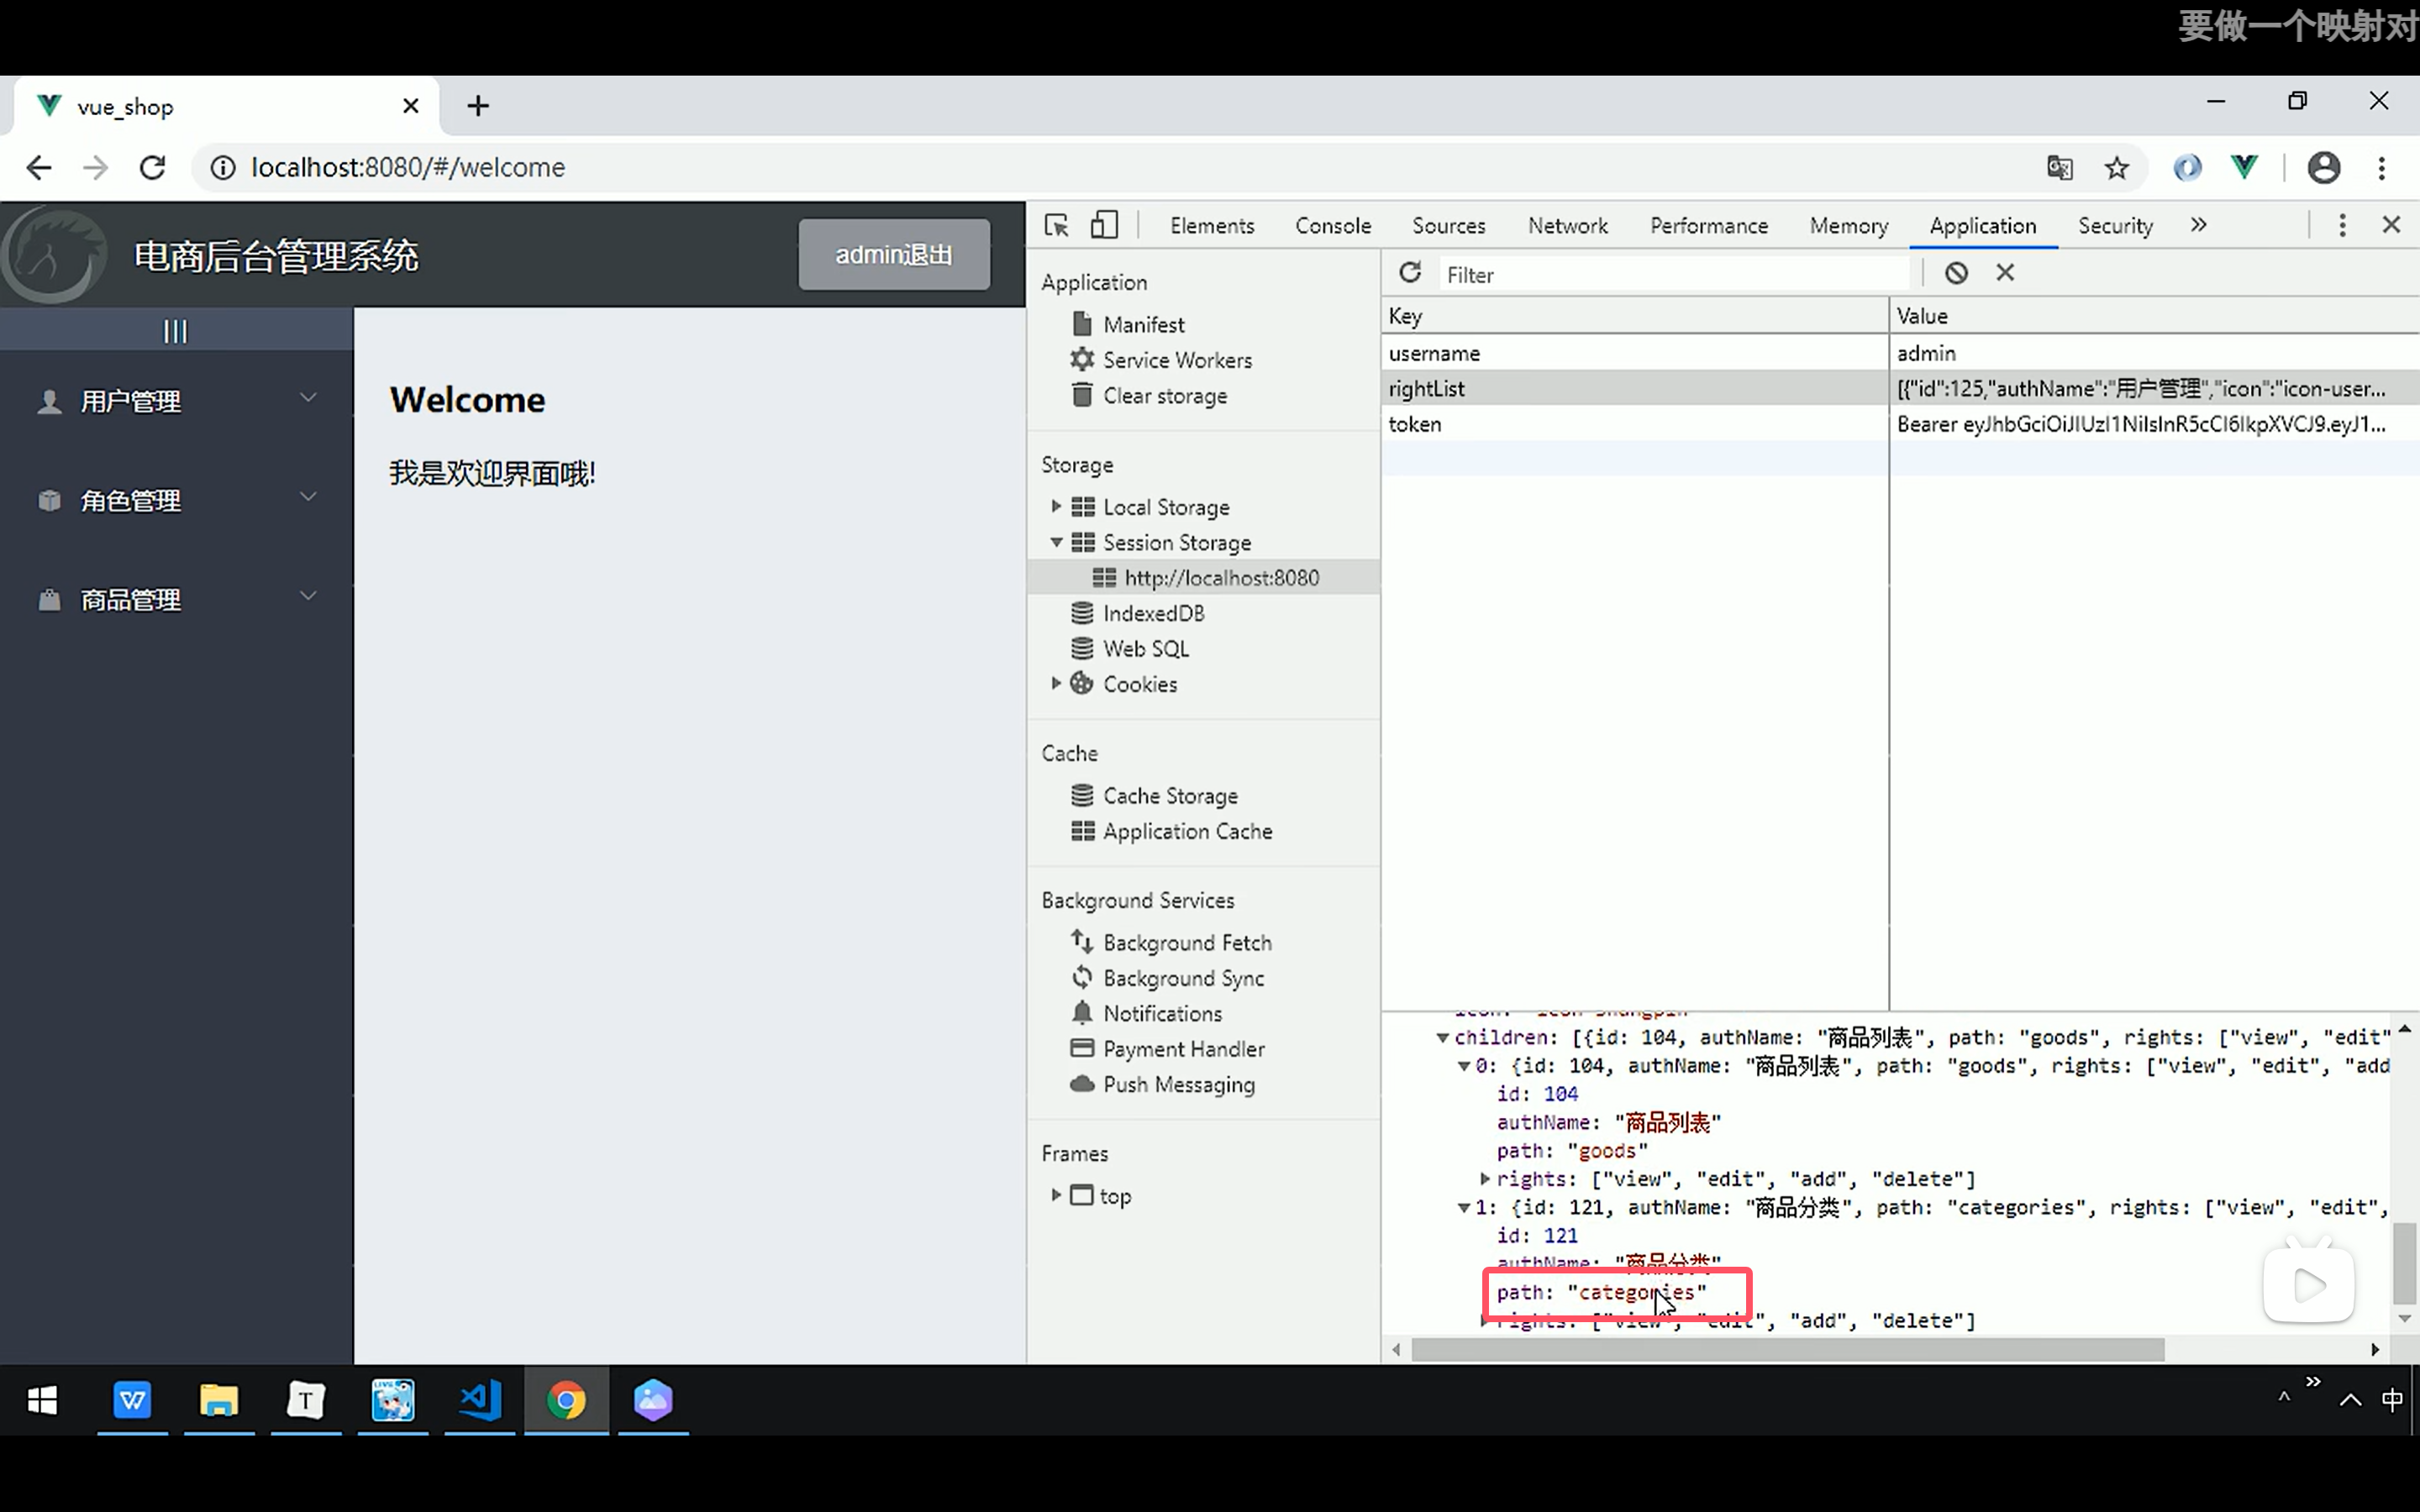 要做一个映射对
vue_shop
localhost:8080/#/welcome
电商后台管理系统
admin退出
|||
用户管理
角色管理
商品管理
Welcome
我是欢迎界面哦!
Elements Console Sources Network Performance Memory Application Security
Application
Manifest
Service Workers
Clear storage
Storage
Local Storage
Session Storage
http://localhost:8080
IndexedDB
Web SQL
Cookies
Cache
Cache Storage
Application Cache
Background Services
Background Fetch
Background Sync
Notifications
Payment Handler
Push Messaging
Frames
top
Filter
Key Value
username admin
rightList [{"id":125,"authName":"用户管理","icon":"icon-user...
token Bearer eyJhbGciOiJIUzI1NiIsInR5cCI6IkpXVCJ9.eyJ1...
children: [{id: 104, authName: "商品列表", path: "goods", rights: ["view", "edit"
0: {id: 104, authName: "商品列表", path: "goods", rights: ["view", "edit", "add
id: 104
authName: "商品列表"
path: "goods"
rights: ["view", "edit", "add", "delete"]
1: {id: 121, authName: "商品分类", path: "categories", rights: ["view", "edit",
id: 121
authName: "商品分类"
path: "categories"
rights: ["view", "edit", "add", "delete"]
中